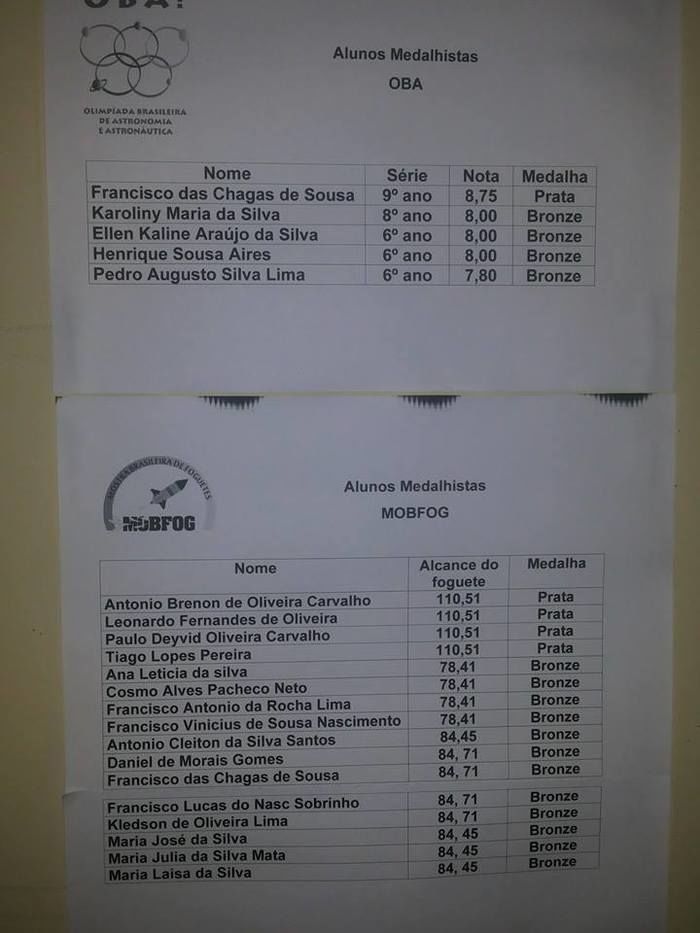 OBA!
OLIMPÍADA BRASILEIRA
DE ASTRONOMIA
E ASTRONÁUTICA
Alunos Medalhistas
OBA
Nome Série Nota Medalha
Francisco das Chagas de Sousa 9º ano 8,75 Prata
Karoliny Maria da Silva 8º ano 8,00 Bronze
Ellen Kaline Araújo da Silva 6º ano 8,00 Bronze
Henrique Sousa Aires 6º ano 8,00 Bronze
Pedro Augusto Silva Lima 6º ano 7,80 Bronze
MOSTRA BRASILEIRA DE FOGUETES
MOBFOG
Alunos Medalhistas
MOBFOG
Nome Alcance do Medalha
foguete
Antonio Brenon de Oliveira Carvalho 110,51 Prata
Leonardo Fernandes de Oliveira 110,51 Prata
Paulo Deyvid Oliveira Carvalho 110,51 Prata
Tiago Lopes Pereira 110,51 Prata
Ana Leticia da silva 78,41 Bronze
Cosmo Alves Pacheco Neto 78,41 Bronze
Francisco Antonio da Rocha Lima 78,41 Bronze
Francisco Vinicius de Sousa Nascimento 78,41 Bronze
Antonio Cleiton da Silva Santos 84,45 Bronze
Daniel de Morais Gomes 84, 71 Bronze
Francisco das Chagas de Sousa 84, 71 Bronze
Francisco Lucas do Nasc Sobrinho 84, 71 Bronze
Kledson de Oliveira Lima 84, 71 Bronze
Maria José da Silva 84, 45 Bronze
Maria Julia da Silva Mata 84, 45 Bronze
Maria Laisa da Silva 84, 45 Bronze